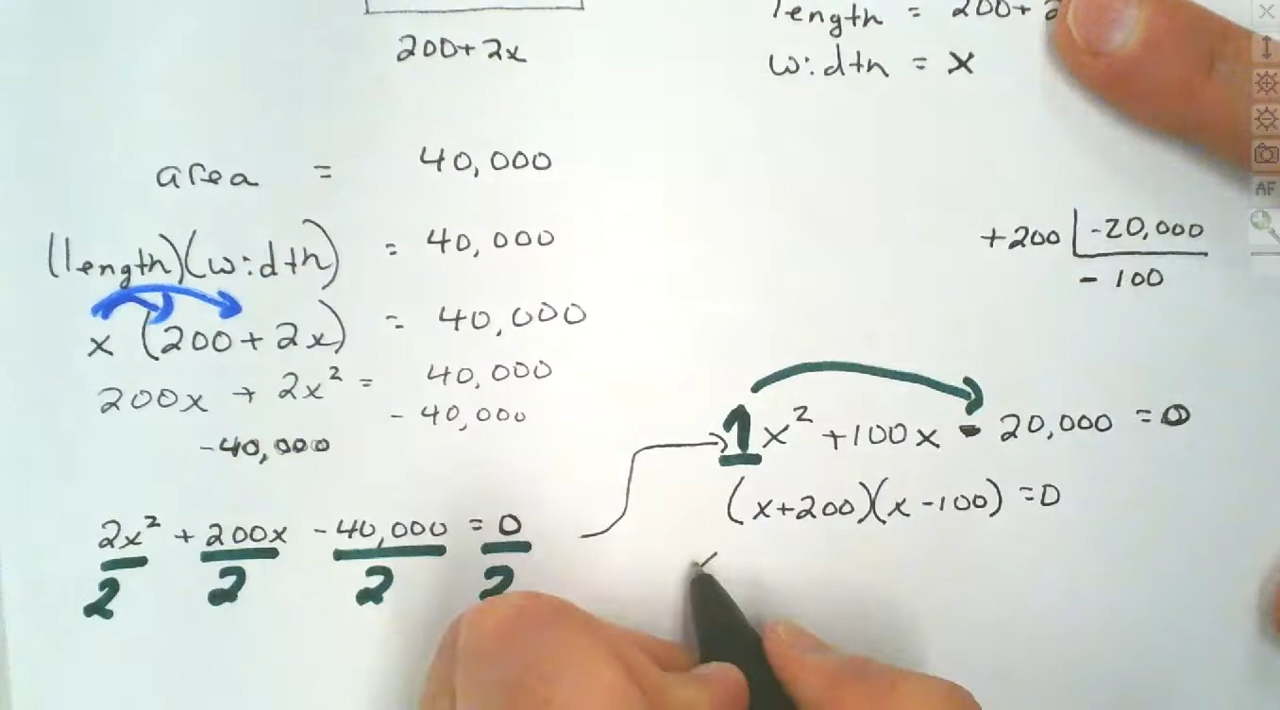 200+2x
length = 200+ 2
width = x
area = 40,000
(length)(width) = 40,000
x (200+2x) = 40,000
200x + 2x² = 40,000
-40,000 - 40,000
2x² + 200x - 40,000 = 0
2 2 2 2
+200 | -20,000
- 100
1x² +100x - 20,000 = 0
(x+200)(x-100) = 0
AF